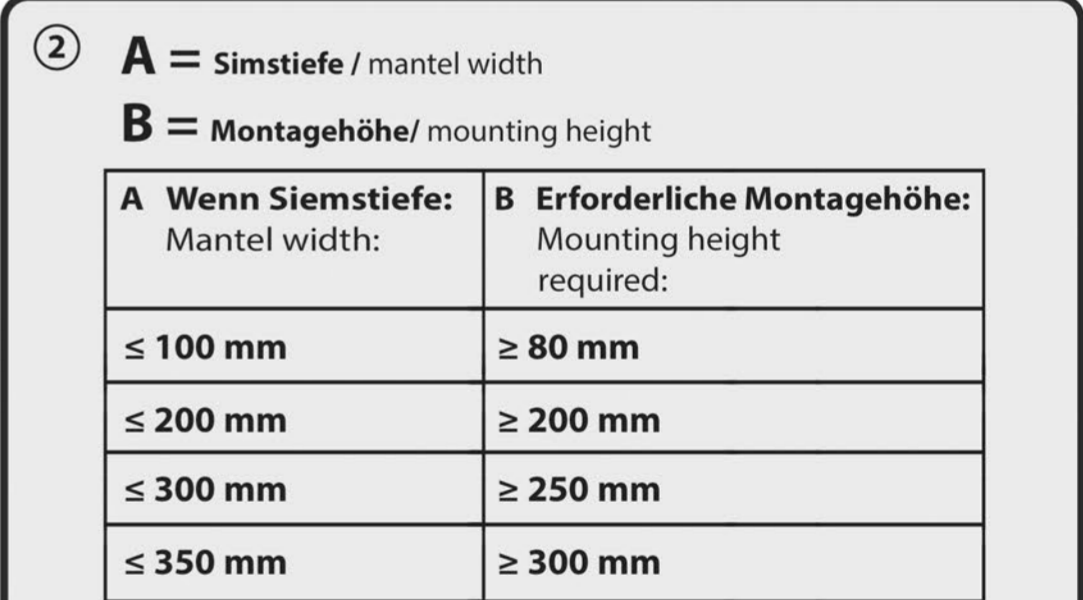 2 A = Simstiefe / mantel width
B = Montagehöhe/ mounting height
A Wenn Siemstiefe: B Erforderliche Montagehöhe:
Mantel width: Mounting height
required:
≤ 100 mm ≥ 80 mm
≤ 200 mm ≥ 200 mm
≤ 300 mm ≥ 250 mm
≤ 350 mm ≥ 300 mm